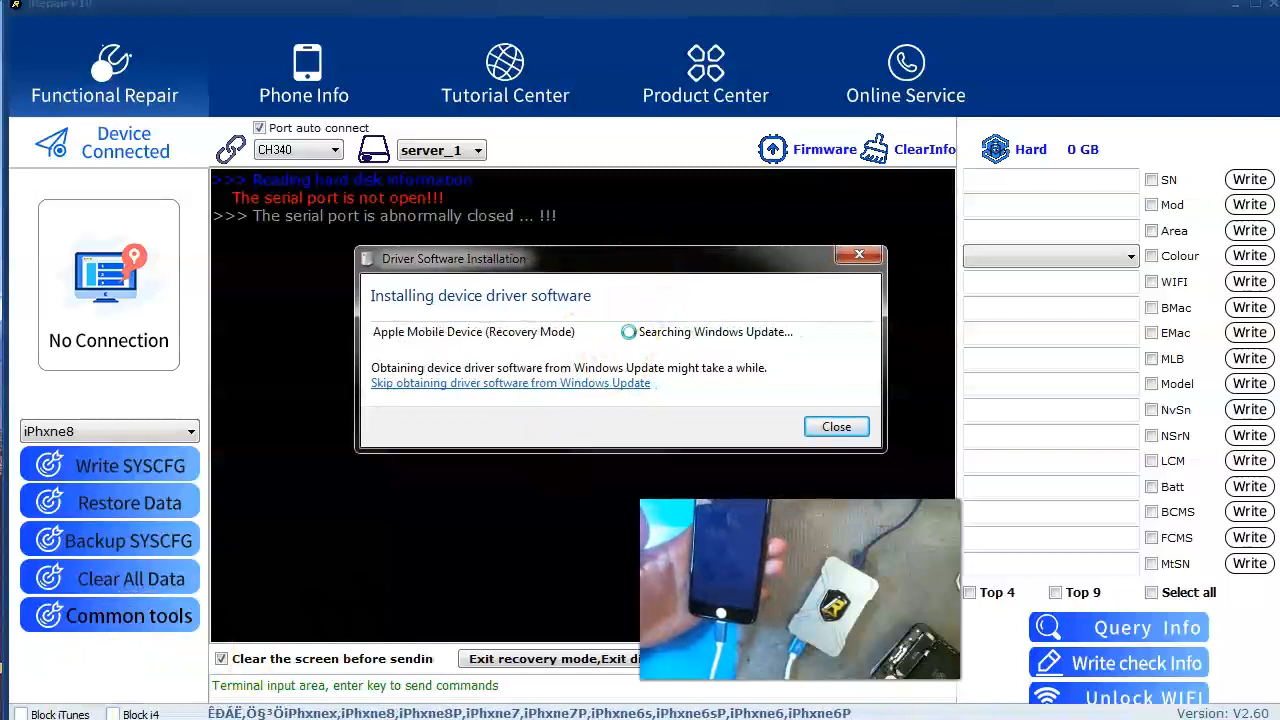 Functional Repair
Phone Info
Tutorial Center
Product Center
Online Service
Device
Connected
Port auto connect
CH340
server_1
Firmware
ClearInfo
Hard
0 GB
>>> Reading hard disk information
The serial port is not open!!!
>>> The serial port is abnormally closed ... !!!
No Connection
iPhxne8
Write SYSCFG
Restore Data
Backup SYSCFG
Clear All Data
Common tools
Driver Software Installation
Installing device driver software
Apple Mobile Device (Recovery Mode)
Searching Windows Update...
Obtaining device driver software from Windows Update might take a while.
Skip obtaining driver software from Windows Update
Close
SN Write
Mod Write
Area Write
Colour Write
WIFI Write
BMac Write
EMac Write
MLB Write
Model Write
NvSn Write
NSrN Write
LCM Write
Batt Write
BCMS Write
FCMS Write
MtSN Write
Top 4
Top 9
Select all
Query Info
Write check Info
Unlock WIFI
Clear the screen before sendin
Exit recovery mode,Exit di
Terminal input area, enter key to send commands
Block iTunes
Block i4
ÊÐÁË,Ö§³ÖiPhxnex,iPhxne8,iPhxne8P,iPhxne7,iPhxne7P,iPhxne6s,iPhxne6sP,iPhxne6,iPhxne6P
Version: V2.60